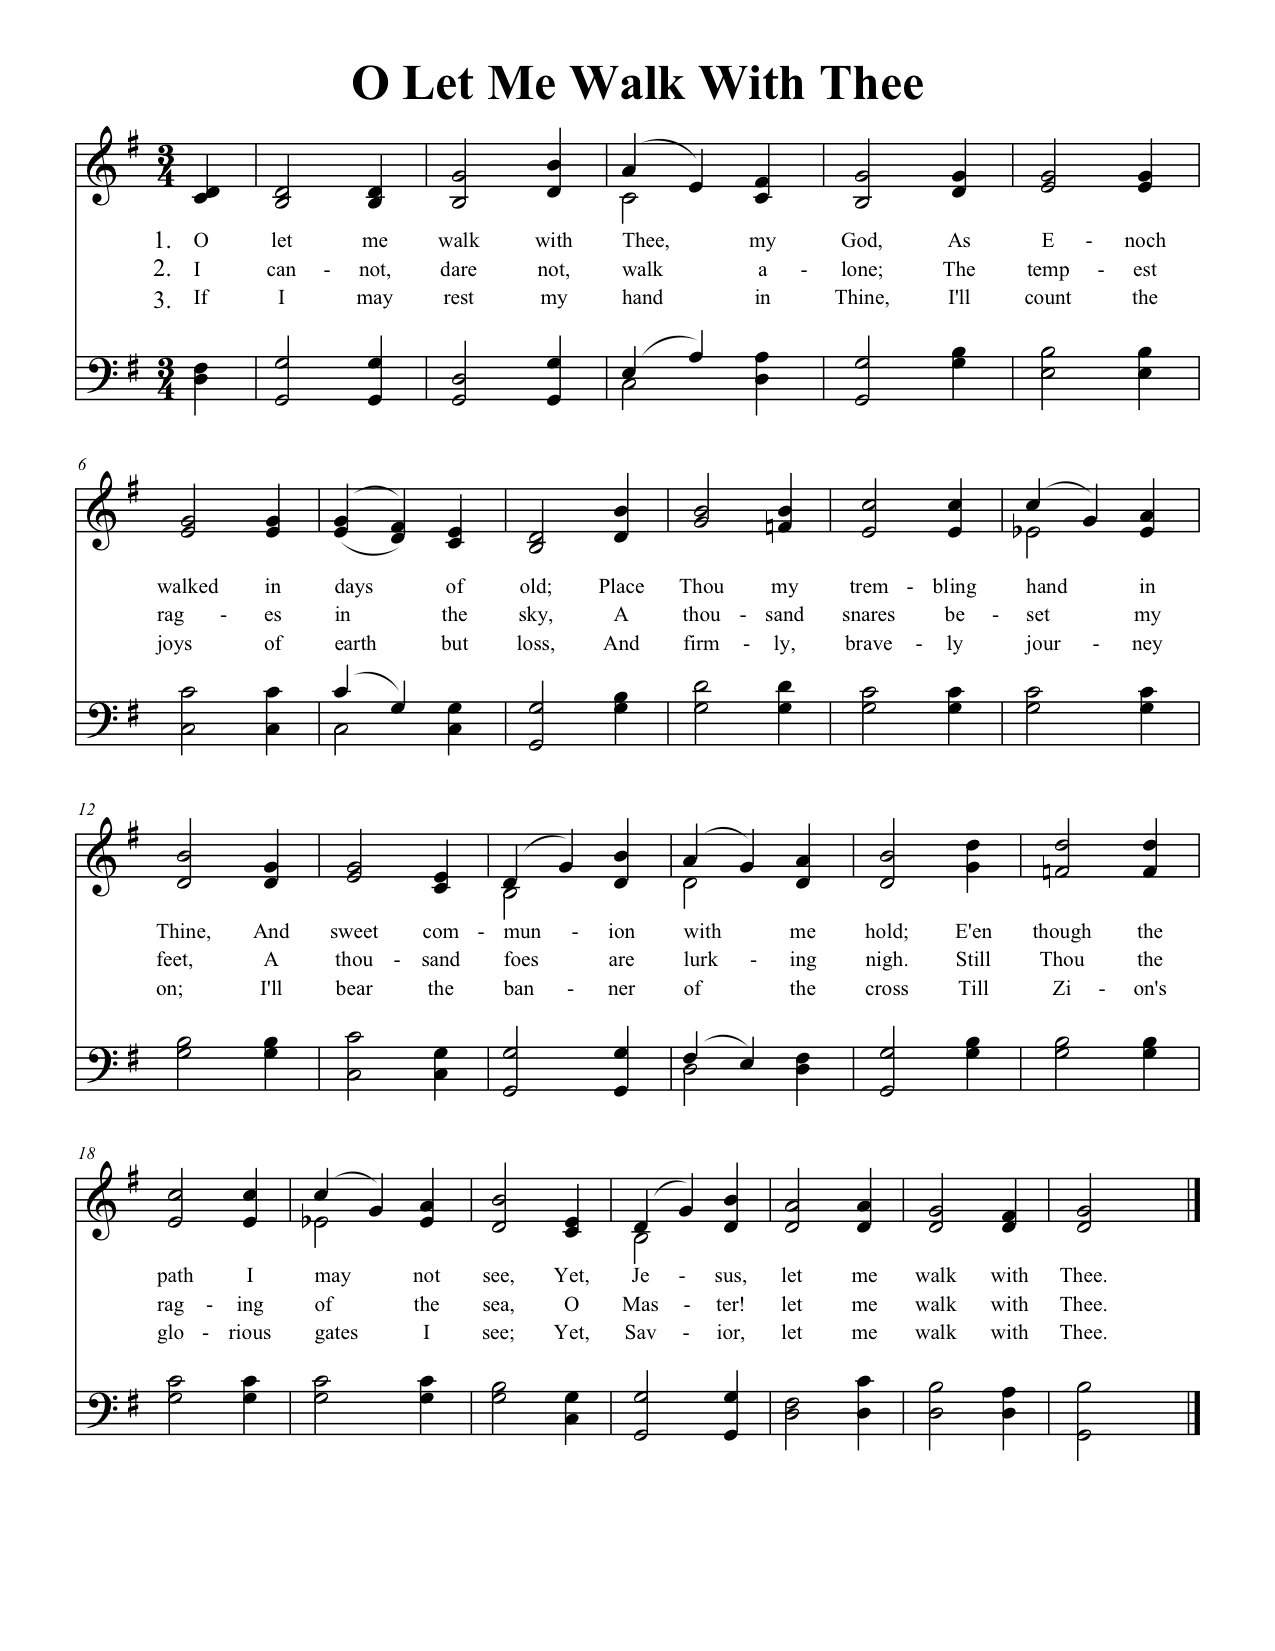 O Let Me Walk With Thee
3 4
1. O let me walk with Thee, my God, As E - noch
2. I can - not, dare not, walk a - lone; The temp - est
3. If I may rest my hand in Thine, I'll count the
3 4
6
walked in days of old; Place Thou my trem - bling hand in
rag - es in the sky, A thou - sand snares be - set my
joys of earth but loss, And firm - ly, brave - ly jour - ney
12
Thine, And sweet com - mun - ion with me hold; E'en though the
feet, A thou - sand foes are lurk - ing nigh. Still Thou the
on; I'll bear the ban - ner of the cross Till Zi - on's
18
path I may not see, Yet, Je - sus, let me walk with Thee.
rag - ing of the sea, O Mas - ter! let me walk with Thee.
glo - rious gates I see; Yet, Sav - ior, let me walk with Thee.